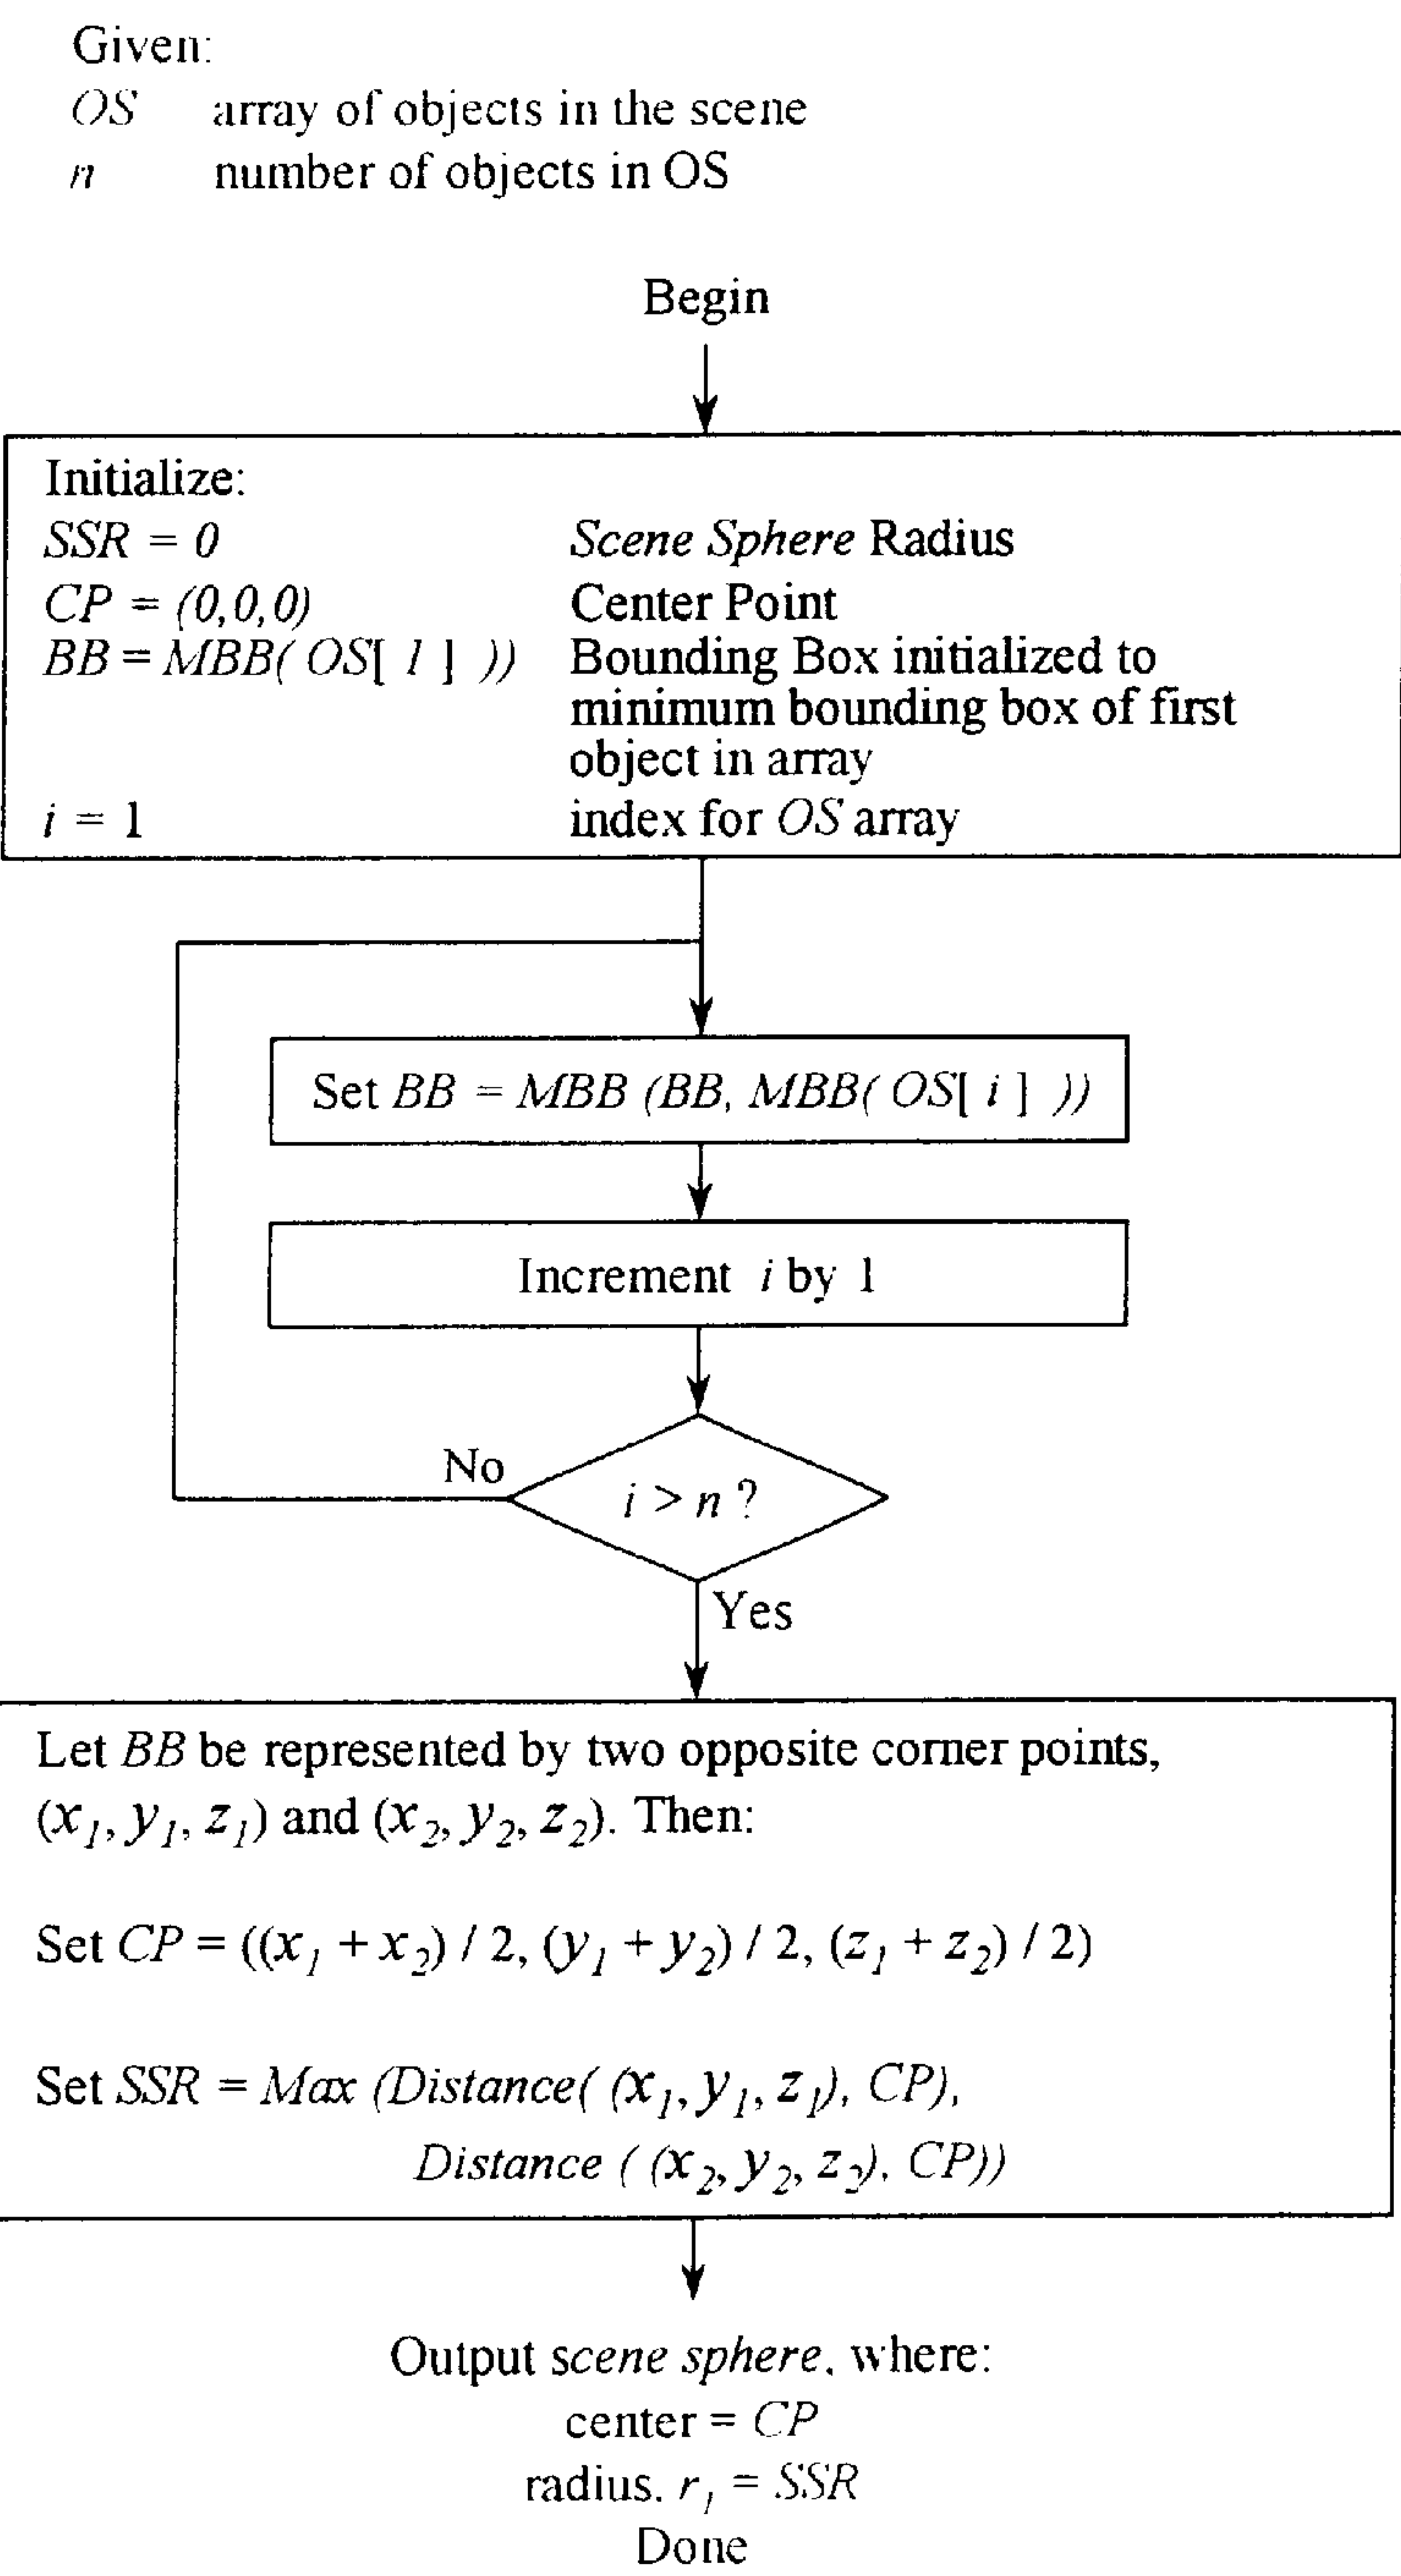 Given:
OS array of objects in the scene
n number of objects in OS
Begin
Initialize:
SSR = 0 Scene Sphere Radius
CP = (0,0,0) Center Point
BB = MBB( OS[ 1 ] )) Bounding Box initialized to
minimum bounding box of first
object in array
i = 1 index for OS array
Set BB = MBB (BB, MBB( OS[ i ] ))
Increment i by 1
No
i > n ?
Yes
Let BB be represented by two opposite corner points,
(x₁, y₁, z₁) and (x₂, y₂, z₂). Then:
Set CP = ((x₁ + x₂) / 2, (y₁ + y₂) / 2, (z₁ + z₂) / 2)
Set SSR = Max (Distance( (x₁, y₁, z₁), CP),
Distance ( (x₂, y₂, z₂), CP))
Output scene sphere, where:
center = CP
radius, r₁ = SSR
Done